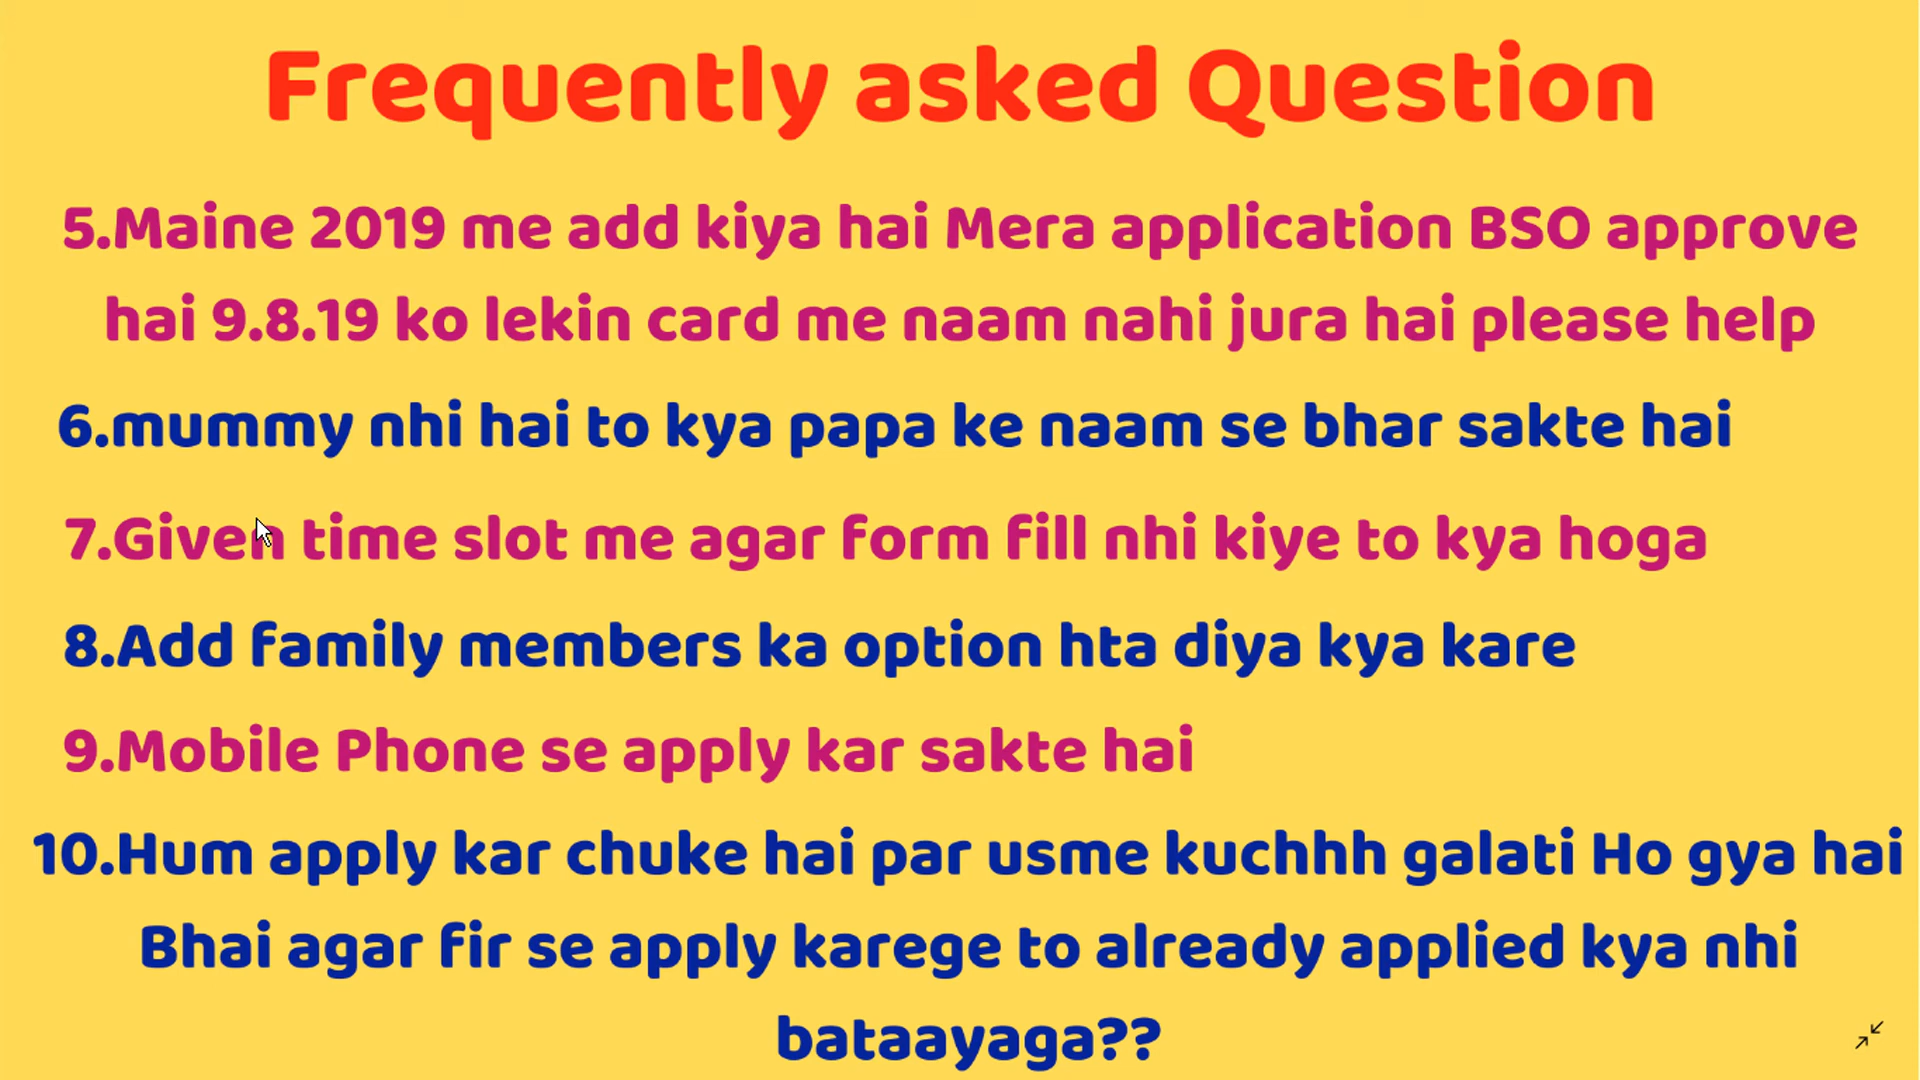 Frequently asked Question
5.Maine 2019 me add kiya hai Mera application BSO approve
hai 9.8.19 ko lekin card me naam nahi jura hai please help
6.mummy nhi hai to kya papa ke naam se bhar sakte hai
7.Given time slot me agar form fill nhi kiye to kya hoga
8.Add family members ka option hta diya kya kare
9.Mobile Phone se apply kar sakte hai
10.Hum apply kar chuke hai par usme kuchhh galati Ho gya hai
Bhai agar fir se apply karege to already applied kya nhi
bataayaga??